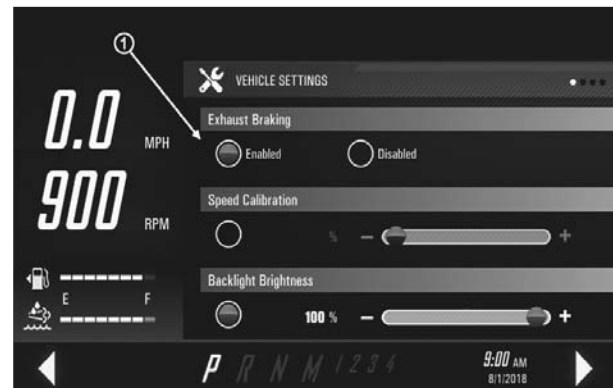 1
VEHICLE SETTINGS
0.0 MPH
900 RPM
Exhaust Braking
Enabled Disabled
Speed Calibration
% - +
Backlight Brightness
100 % - +
E F
P R N M 1 2 3 4
9:00 AM
8/1/2018